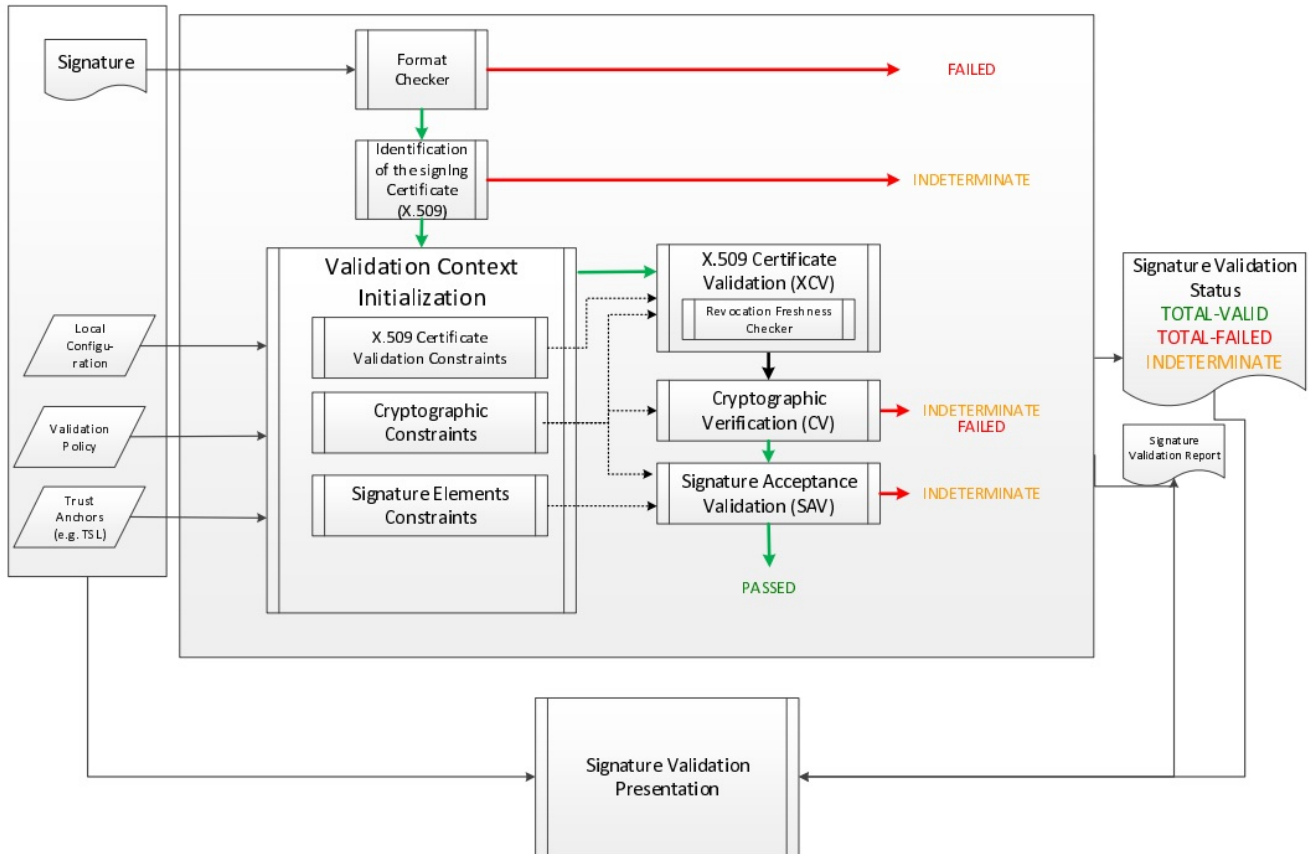 Signature
Format
Checker
FAILED
Identification
of the signing
Certificate
(X.509)
INDETERMINATE
Validation Context
Initialization
X.509 Certificate
Validation Constraints
Cryptographic
Constraints
Signature Elements
Constraints
Local
Configu-
ration
Validation
Policy
Trust
Anchors
(e.g. TSL)
X.509 Certificate
Validation (XCV)
Revocation Freshness
Checker
Cryptographic
Verification (CV)
INDETERMINATE
FAILED
Signature Acceptance
Validation (SAV)
INDETERMINATE
PASSED
Signature Validation
Status
TOTAL-VALID
TOTAL-FAILED
INDETERMINATE
Signature
Validation Report
Signature Validation
Presentation